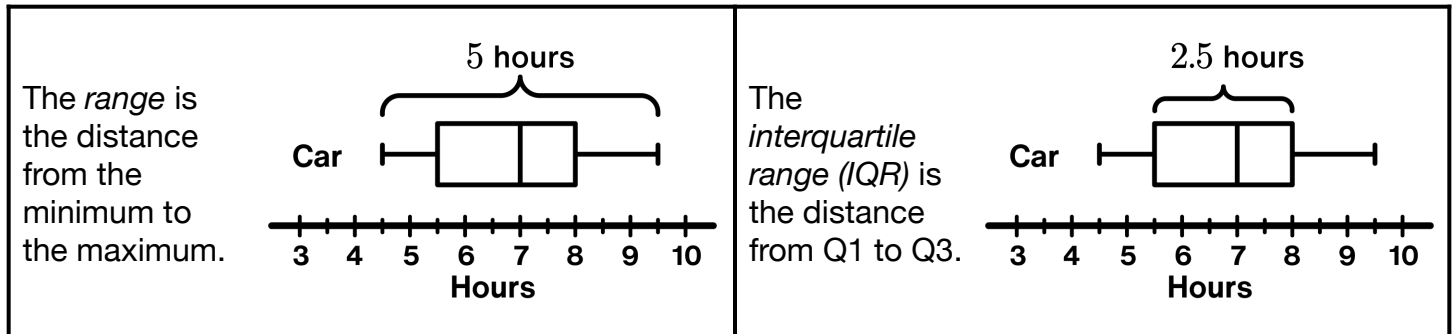 The range is
the distance
from the
minimum to
the maximum.
5 hours
Car
3 4 5 6 7 8 9 10
Hours
The
interquartile
range (IQR) is
the distance
from Q1 to Q3.
2.5 hours
Car
3 4 5 6 7 8 9 10
Hours